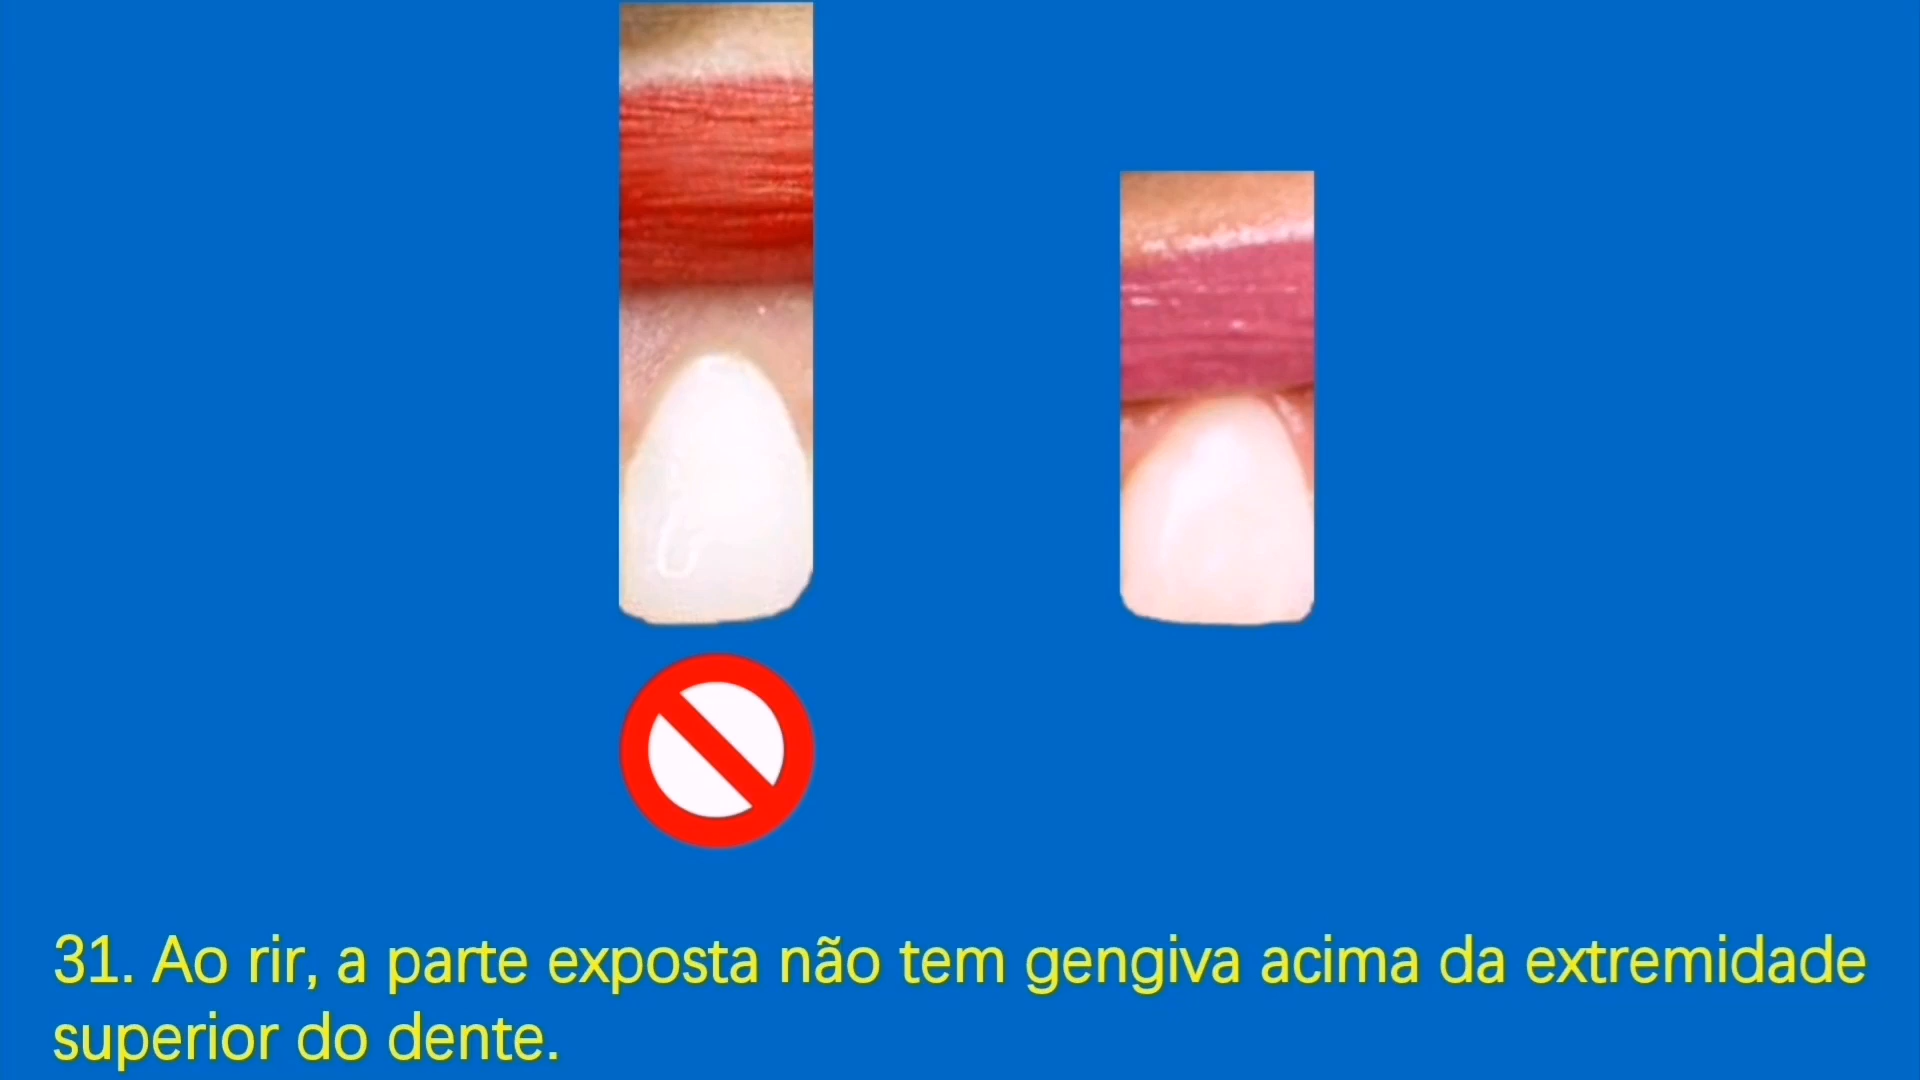 31. Ao rir, a parte exposta não tem gengiva acima da extremidade
superior do dente.